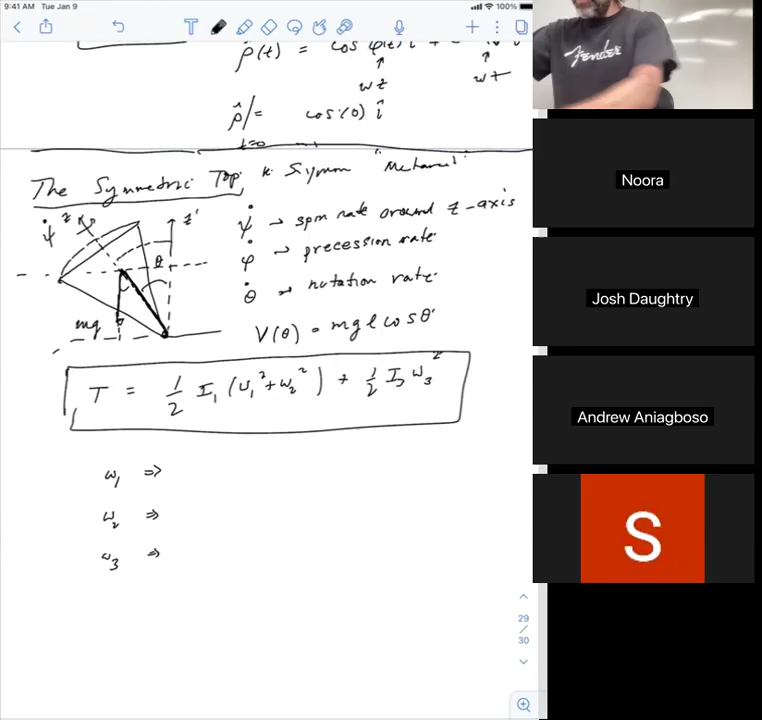 9:41 AM Tue Jan 9
100%
ρ(t) = cos φ(t) î +
wt
wt
ρ̂/= cos(0) î
t=0
The Symmetric Top
ψ̇ z z'
θ
mg
ψ̇ → spin rate around z-axis
φ̇ → precession rate
θ̇ → nutation rate
V(θ) = mgl cos θ
T = 1/2 I₁ (ω₁² + ω₂²) + 1/2 I₃ ω₃²
ω₁ ⇒
ω₂ ⇒
ω₃ ⇒
29
/
30
Fender
Noora
Josh Daughtry
Andrew Aniagboso
S